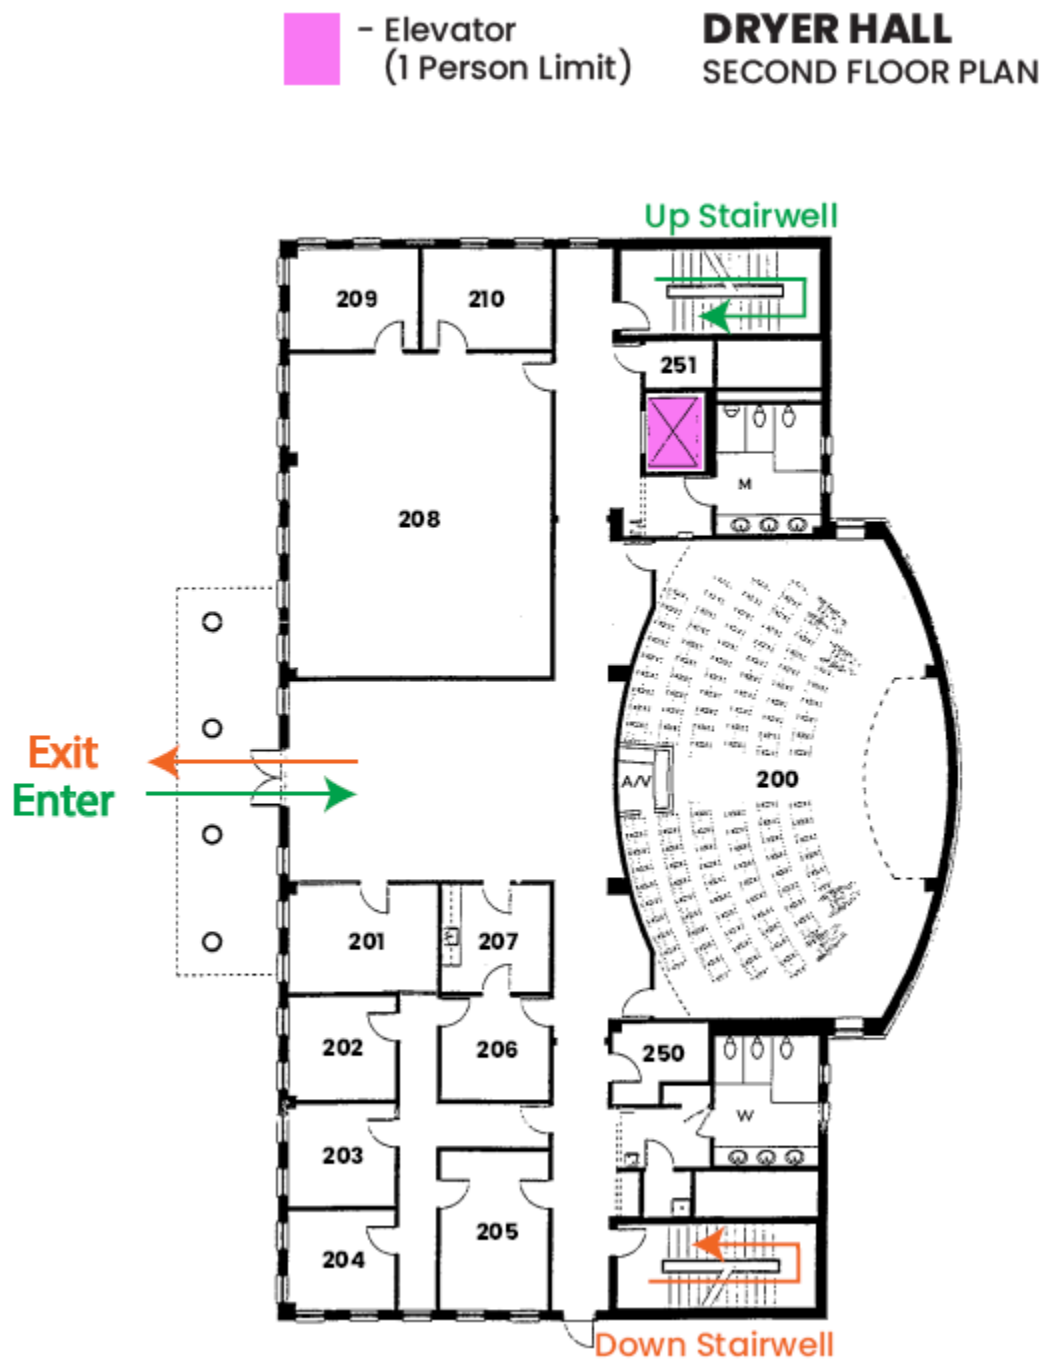 - Elevator
(1 Person Limit)
DRYER HALL
SECOND FLOOR PLAN
Up Stairwell
209
210
251
M
208
Exit
Enter
A/V
200
201
207
202
206
250
W
203
205
204
Down Stairwell